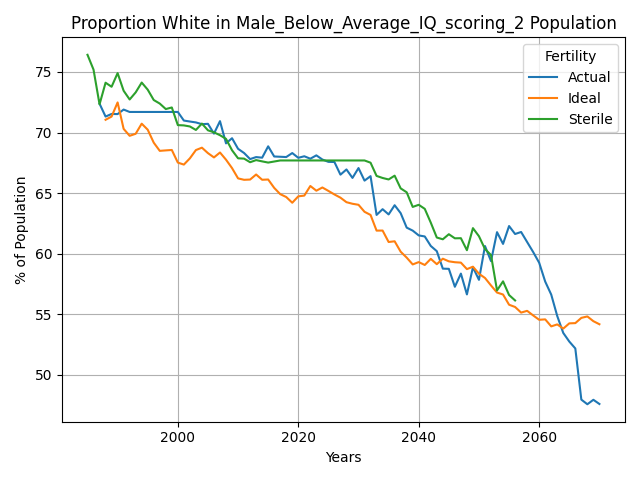 Proportion White in Male_Below_Average_IQ_scoring_2 Population
Fertility
Actual
Ideal
Sterile
% of Population
75
70
65
60
55
50
2000
2020
2040
2060
Years